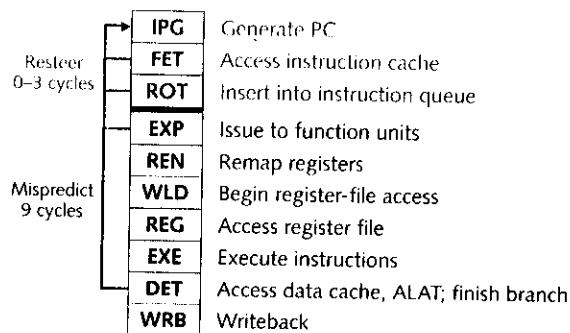 IPG Generate PC
Resteer FET Access instruction cache
0–3 cycles ROT Insert into instruction queue
EXP Issue to function units
REN Remap registers
Mispredict WLD Begin register-file access
9 cycles REG Access register file
EXE Execute instructions
DET Access data cache, ALAT; finish branch
WRB Writeback